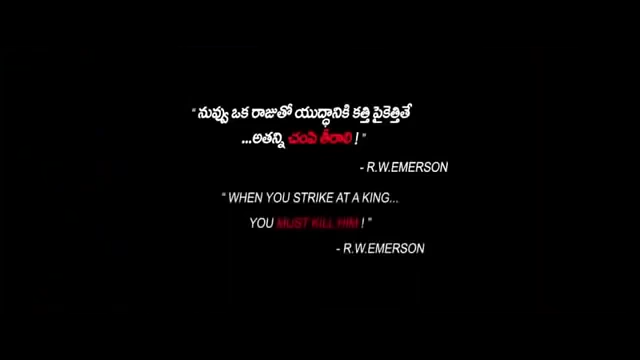 “ నువ్వు ఒక రాజుతో యుద్ధానికి కత్తి పైకెత్తితే
...అతన్ని చంపి తీరాలి ! ”
- R.W.EMERSON
“ WHEN YOU STRIKE AT A KING...
YOU MUST KILL HIM ! ”
- R.W.EMERSON